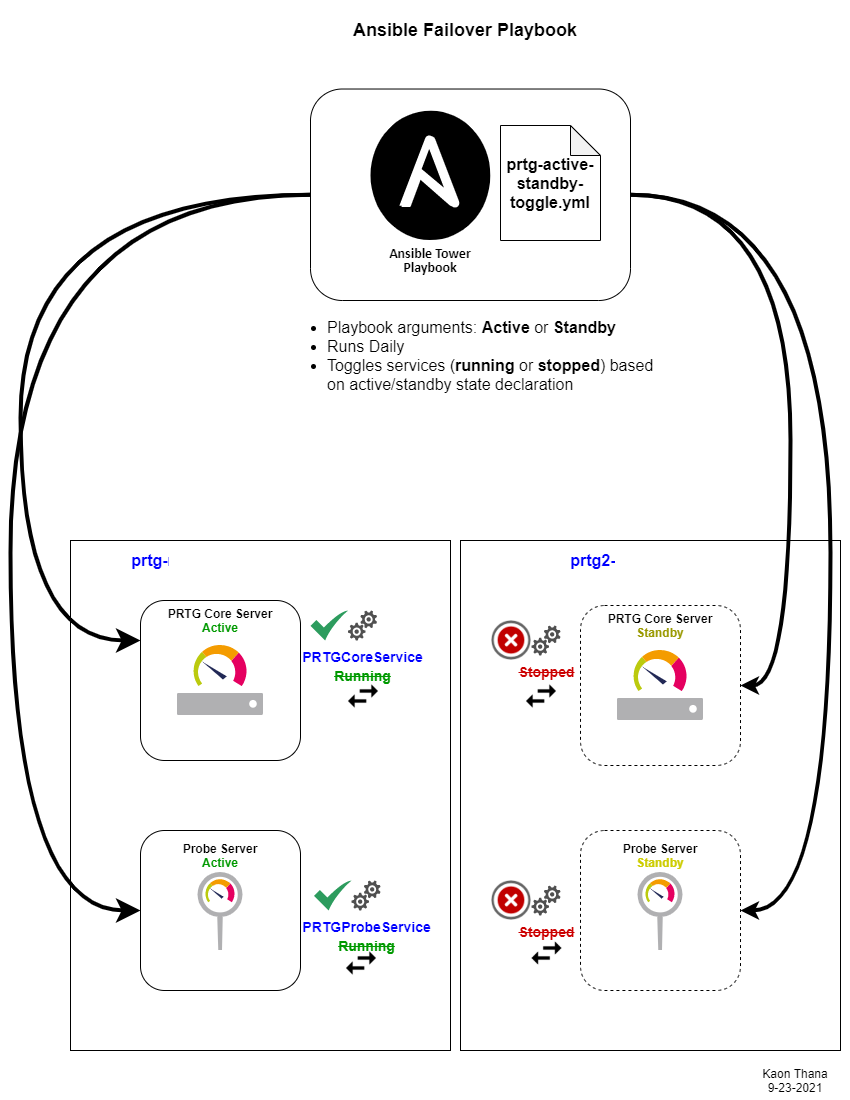 Ansible Failover Playbook
prtg-active-
standby-
toggle.yml
Ansible Tower
Playbook
• Playbook arguments: Active or Standby
• Runs Daily
• Toggles services (running or stopped) based
on active/standby state declaration
prtg-
prtg2-
PRTG Core Server
Active
PRTGCoreService
Running
Stopped
PRTG Core Server
Standby
Probe Server
Active
PRTGProbeService
Running
Stopped
Probe Server
Standby
Kaon Thana
9-23-2021